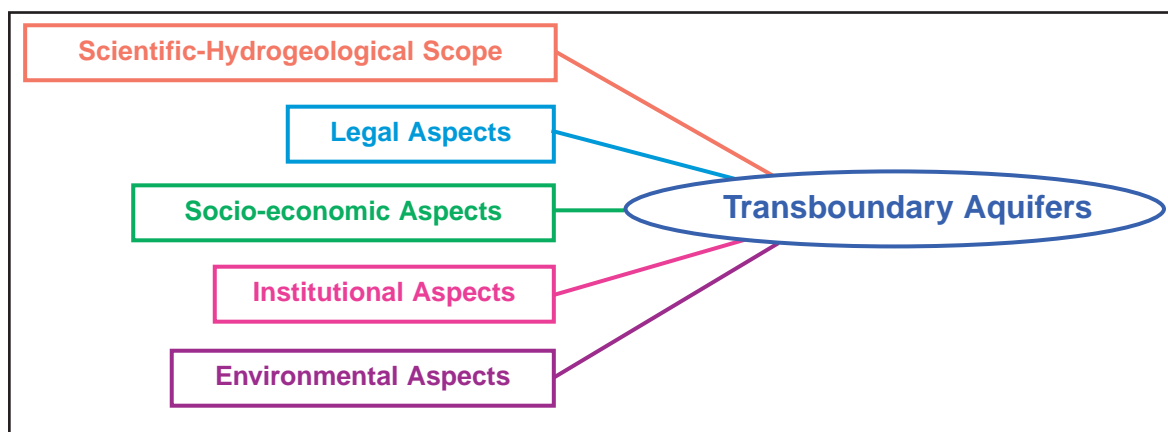 Scientific-Hydrogeological Scope
Legal Aspects
Socio-economic Aspects
Transboundary Aquifers
Institutional Aspects
Environmental Aspects